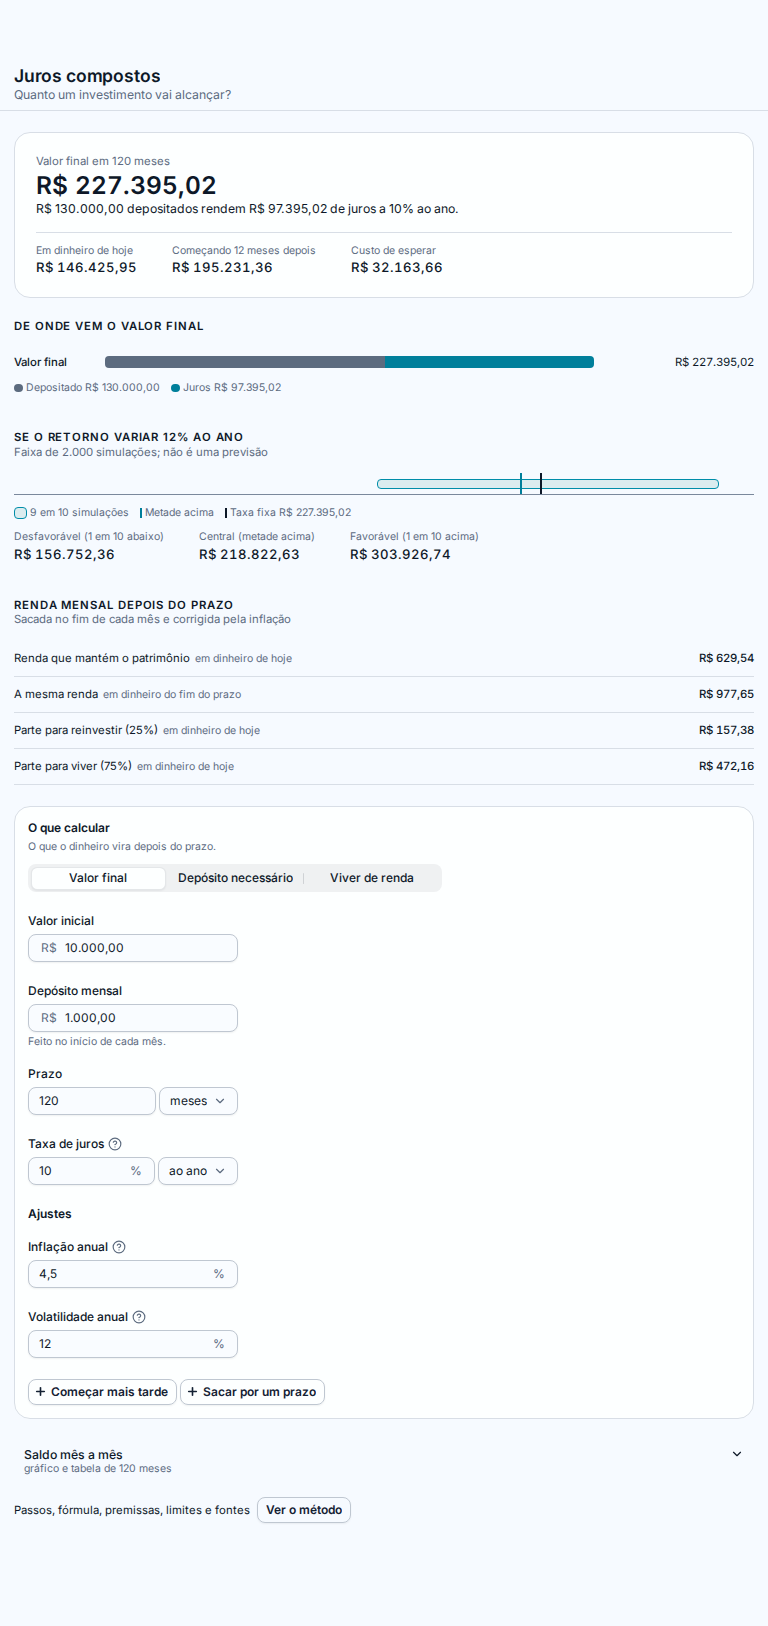 Juros compostos
Quanto um investimento vai alcançar?
Valor final em 120 meses
R$ 227.395,02
R$ 130.000,00 depositados rendem R$ 97.395,02 de juros a 10% ao ano.
Em dinheiro de hoje
R$ 146.425,95
Começando 12 meses depois
R$ 195.231,36
Custo de esperar
R$ 32.163,66
DE ONDE VEM O VALOR FINAL
Valor final R$ 227.395,02
Depositado R$ 130.000,00 Juros R$ 97.395,02
SE O RETORNO VARIAR 12% AO ANO
Faixa de 2.000 simulações; não é uma previsão
9 em 10 simulações Metade acima Taxa fixa R$ 227.395,02
Desfavorável (1 em 10 abaixo)
R$ 156.752,36
Central (metade acima)
R$ 218.822,63
Favorável (1 em 10 acima)
R$ 303.926,74
RENDA MENSAL DEPOIS DO PRAZO
Sacada no fim de cada mês e corrigida pela inflação
Renda que mantém o patrimônio em dinheiro de hoje R$ 629,54
A mesma renda em dinheiro do fim do prazo R$ 977,65
Parte para reinvestir (25%) em dinheiro de hoje R$ 157,38
Parte para viver (75%) em dinheiro de hoje R$ 472,16
O que calcular
O que o dinheiro vira depois do prazo.
Valor final Depósito necessário Viver de renda
Valor inicial
R$ 10.000,00
Depósito mensal
R$ 1.000,00
Feito no início de cada mês.
Prazo
120 meses
Taxa de juros ?
10 % ao ano
Ajustes
Inflação anual ?
4,5 %
Volatilidade anual ?
12 %
+ Começar mais tarde + Sacar por um prazo
Saldo mês a mês
gráfico e tabela de 120 meses
Passos, fórmula, premissas, limites e fontes Ver o método